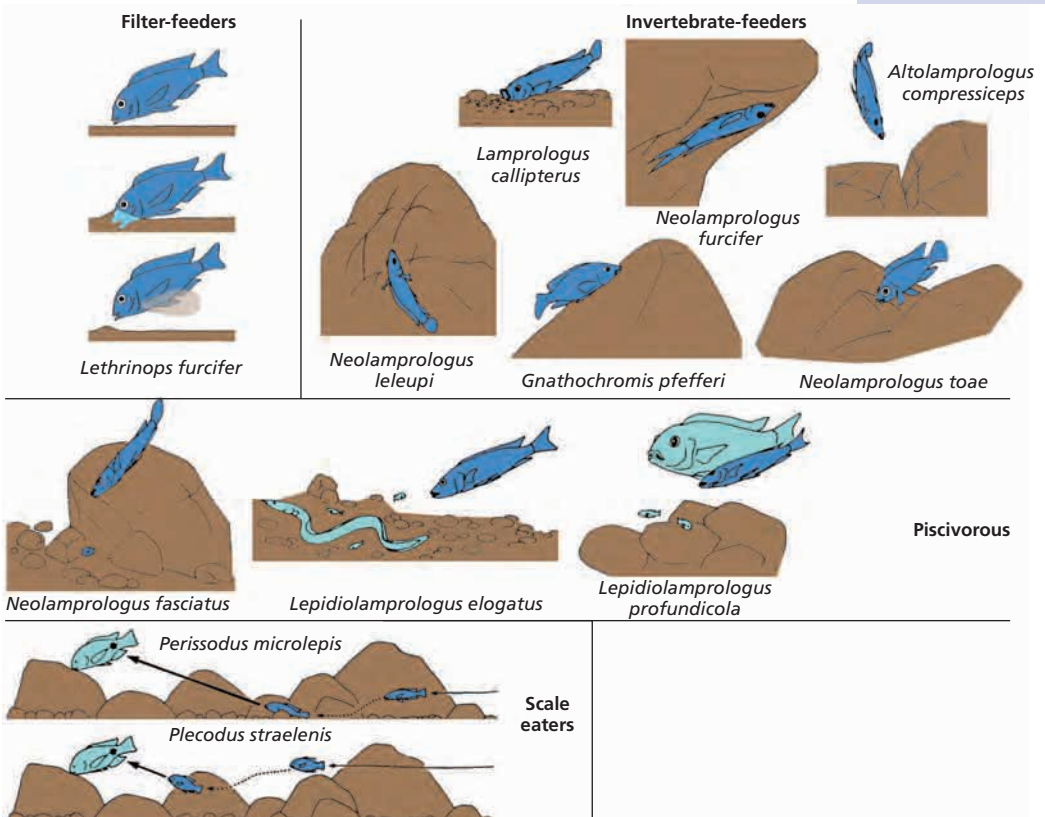 Filter-feeders
Invertebrate-feeders
Altolamprologus
compressiceps
Lamprologus
callipterus
Neolamprologus
furcifer
Lethrinops furcifer
Neolamprologus
leleupi
Gnathochromis pfefferi
Neolamprologus toae
Piscivorous
Neolamprologus fasciatus
Lepidiolamprologus elogatus
Lepidiolamprologus
profundicola
Perissodus microlepis
Scale
eaters
Plecodus straelenis